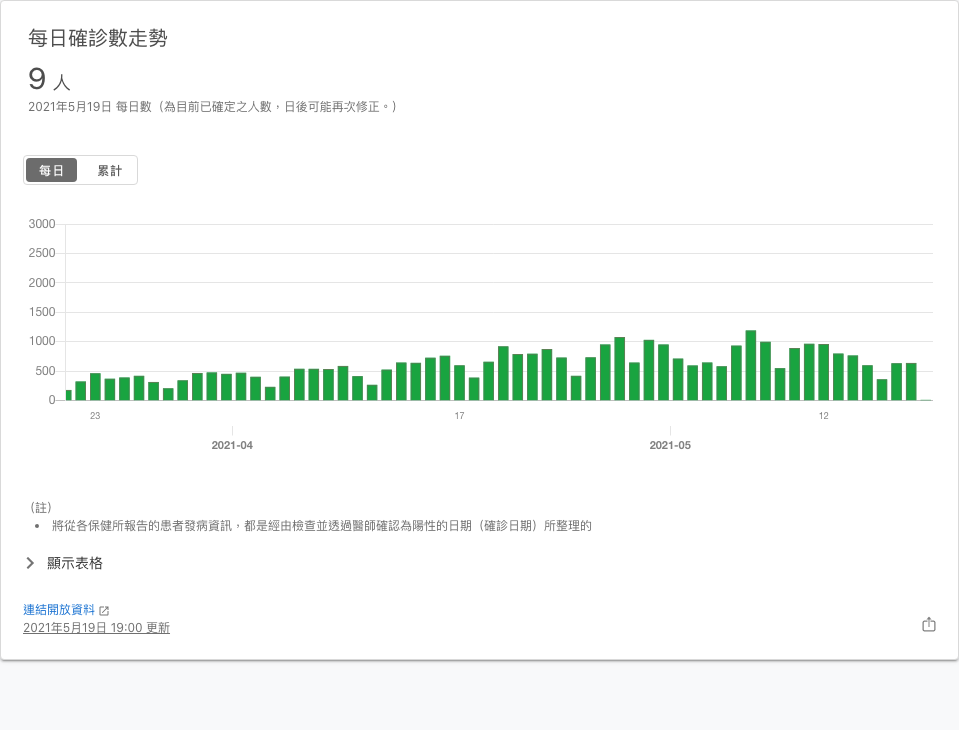 每日確診數走勢
9 人
2021年5月19日 每日數（為目前已確定之人數，日後可能再次修正。）
每日 累計
3000
2500
2000
1500
1000
500
0
23 17 12
2021-04 2021-05
（註）
• 將從各保健所報告的患者發病資訊，都是經由檢查並透過醫師確認為陽性的日期（確診日期）所整理的
顯示表格
連結開放資料
2021年5月19日 19:00 更新